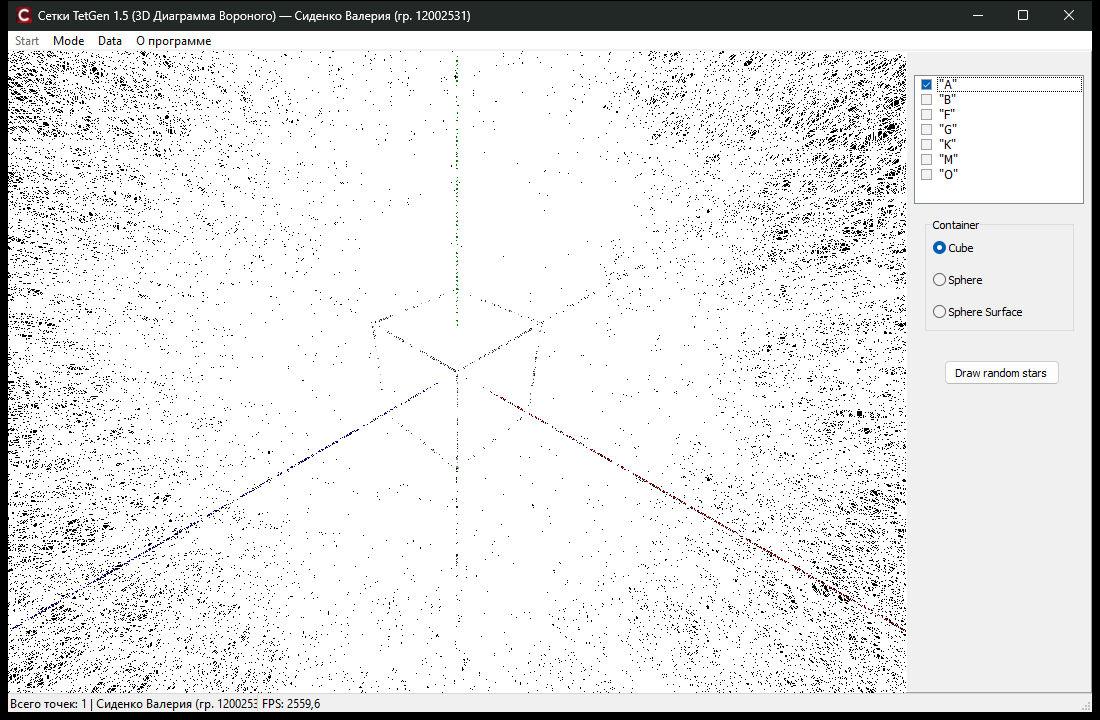 Сетки TetGen 1.5 (3D Диаграмма Вороного) — Сиденко Валерия (гр. 12002531)
Start Mode Data О программе
"A"
"B"
"F"
"G"
"K"
"M"
"O"
Container
Cube
Sphere
Sphere Surface
Draw random stars
Всего точек: 1 | Сиденко Валерия (гр. 1200253 FPS: 2559,6